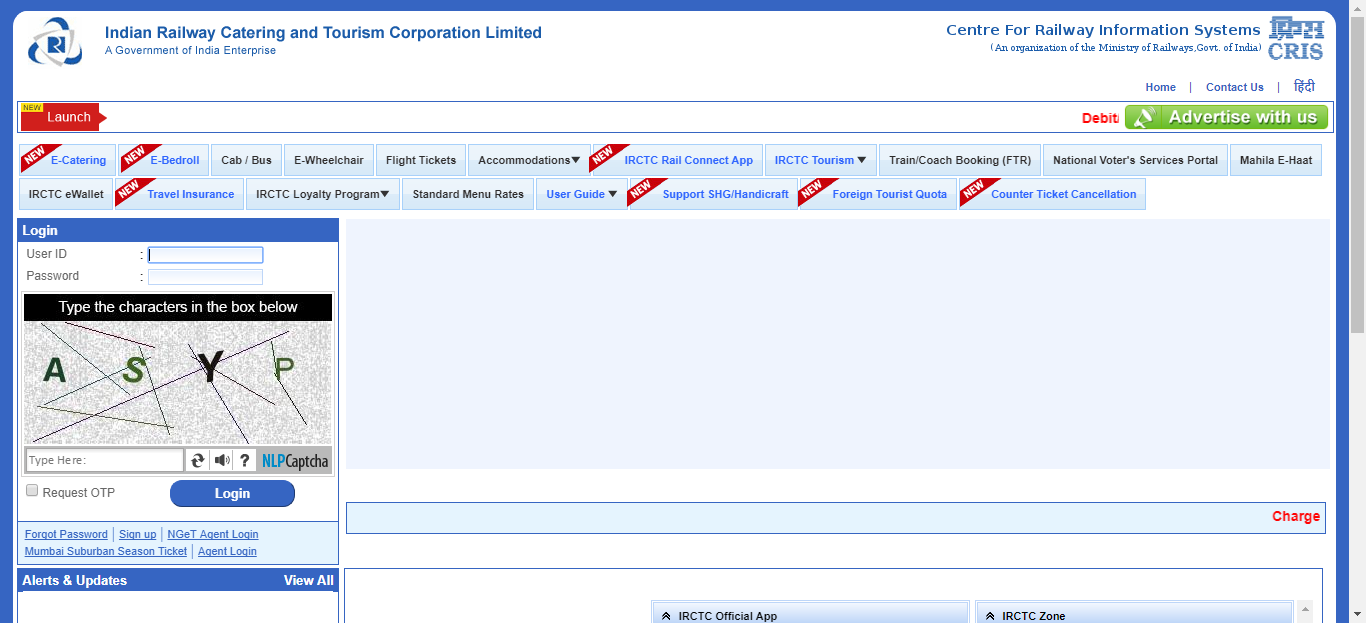 Indian Railway Catering and Tourism Corporation Limited
A Government of India Enterprise
Centre For Railway Information Systems
(An organization of the Ministry of Railways,Govt. of India)
CRIS
Home | Contact Us | हिंदी
NEW
Launch
Debit
Advertise with us
NEW E-Catering NEW E-Bedroll Cab / Bus E-Wheelchair Flight Tickets Accommodations▼ NEW IRCTC Rail Connect App IRCTC Tourism ▼ Train/Coach Booking (FTR) National Voter's Services Portal Mahila E-Haat
IRCTC eWallet NEW Travel Insurance IRCTC Loyalty Program▼ Standard Menu Rates User Guide ▼ NEW Support SHG/Handicraft NEW Foreign Tourist Quota NEW Counter Ticket Cancellation
Login
User ID :
Password :
Type the characters in the box below
A S Y P
Type Here: ? NLPCaptcha
Request OTP Login
Forgot Password | Sign up | NGeT Agent Login
Mumbai Suburban Season Ticket | Agent Login
Charge
Alerts & Updates View All
IRCTC Official App IRCTC Zone